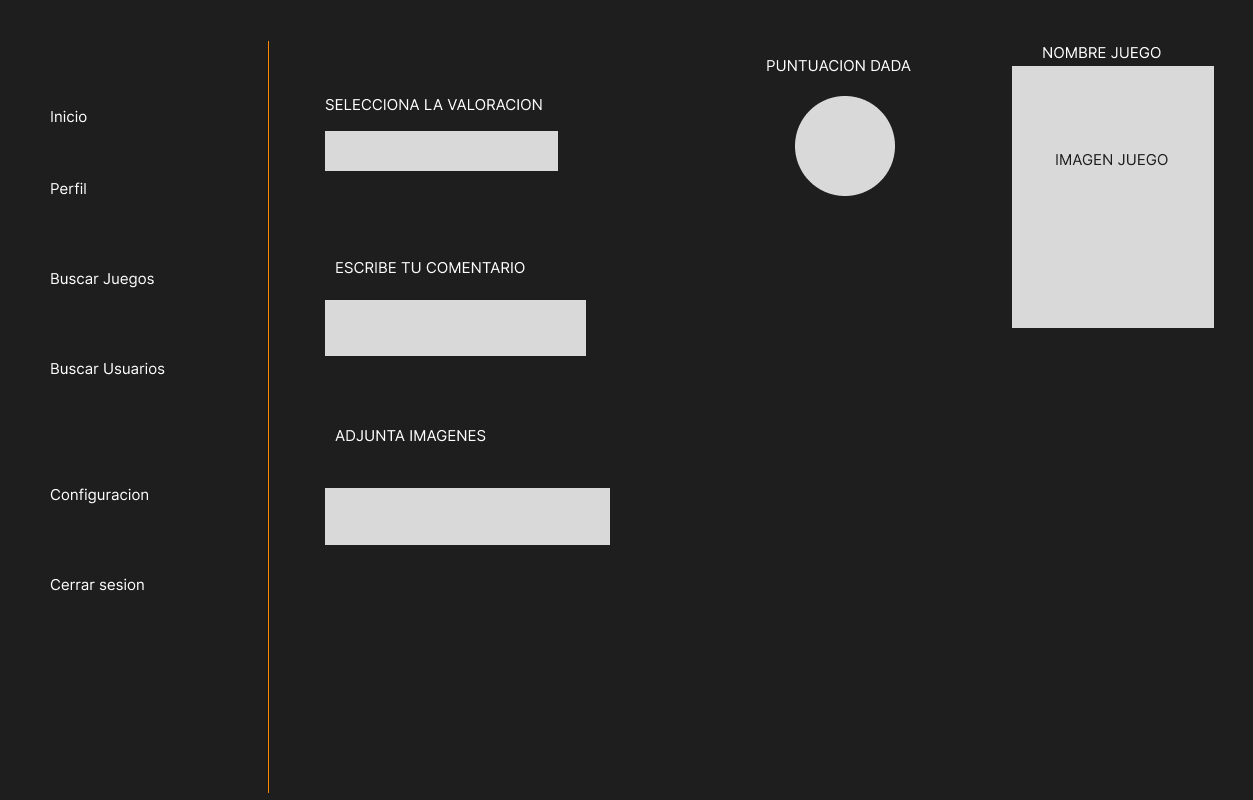 Inicio
Perfil
Buscar Juegos
Buscar Usuarios
Configuracion
Cerrar sesion
SELECCIONA LA VALORACION
ESCRIBE TU COMENTARIO
ADJUNTA IMAGENES
PUNTUACION DADA
NOMBRE JUEGO
IMAGEN JUEGO